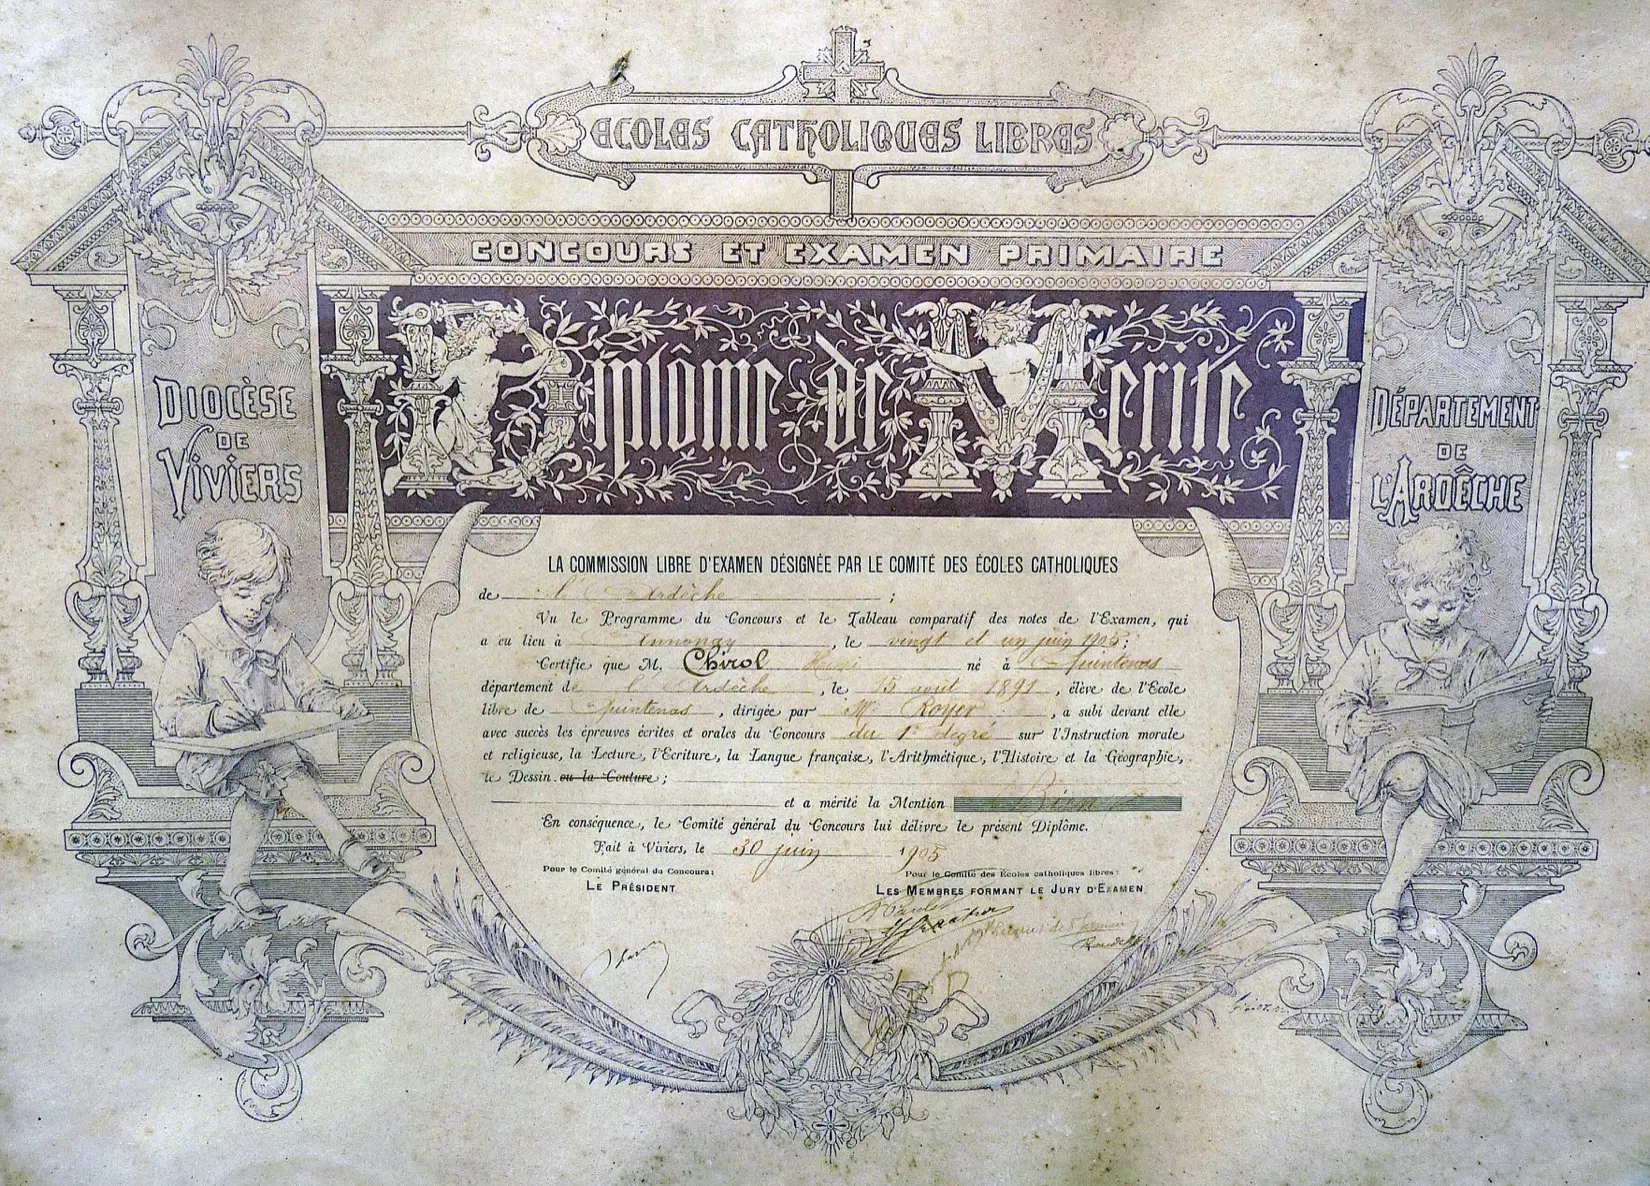 ECOLES CATHOLIQUES LIBRES
CONCOURS ET EXAMEN PRIMAIRE
Diplôme de Mérite
DIOCÈSE
DE
VIVIERS
DÉPARTEMENT
DE
L'ARDÊCHE
LA COMMISSION LIBRE D'EXAMEN DÉSIGNÉE PAR LE COMITÉ DES ÉCOLES CATHOLIQUES
de l'Ardèche ;
Vu le Programme du Concours et le Tableau comparatif des notes de l'Examen, qui
a eu lieu à Annonay, le vingt et un juin 1905;
Certifie que M. Chirol Henri né à Quintenas
département de l'Ardèche, le 15 août 1891, élève de l'Ecole
libre de Quintenas, dirigée par M Royer, a subi devant elle
avec succès les épreuves écrites et orales du Concours du 1er degré sur l'Instruction morale
et religieuse, la Lecture, l'Ecriture, la Langue française, l'Arithmétique, l'Histoire et la Géographie,
le Dessin ou la Couture ;
et a mérité la Mention Bien
En conséquence, le Comité général du Concours lui délivre le présent Diplôme.
Fait à Viviers, le 30 juin 1905
Pour le Comité général du Concours:
LE PRÉSIDENT
Pour le Comité des Ecoles catholiques libres:
LES MEMBRES FORMANT LE JURY D'EXAMEN